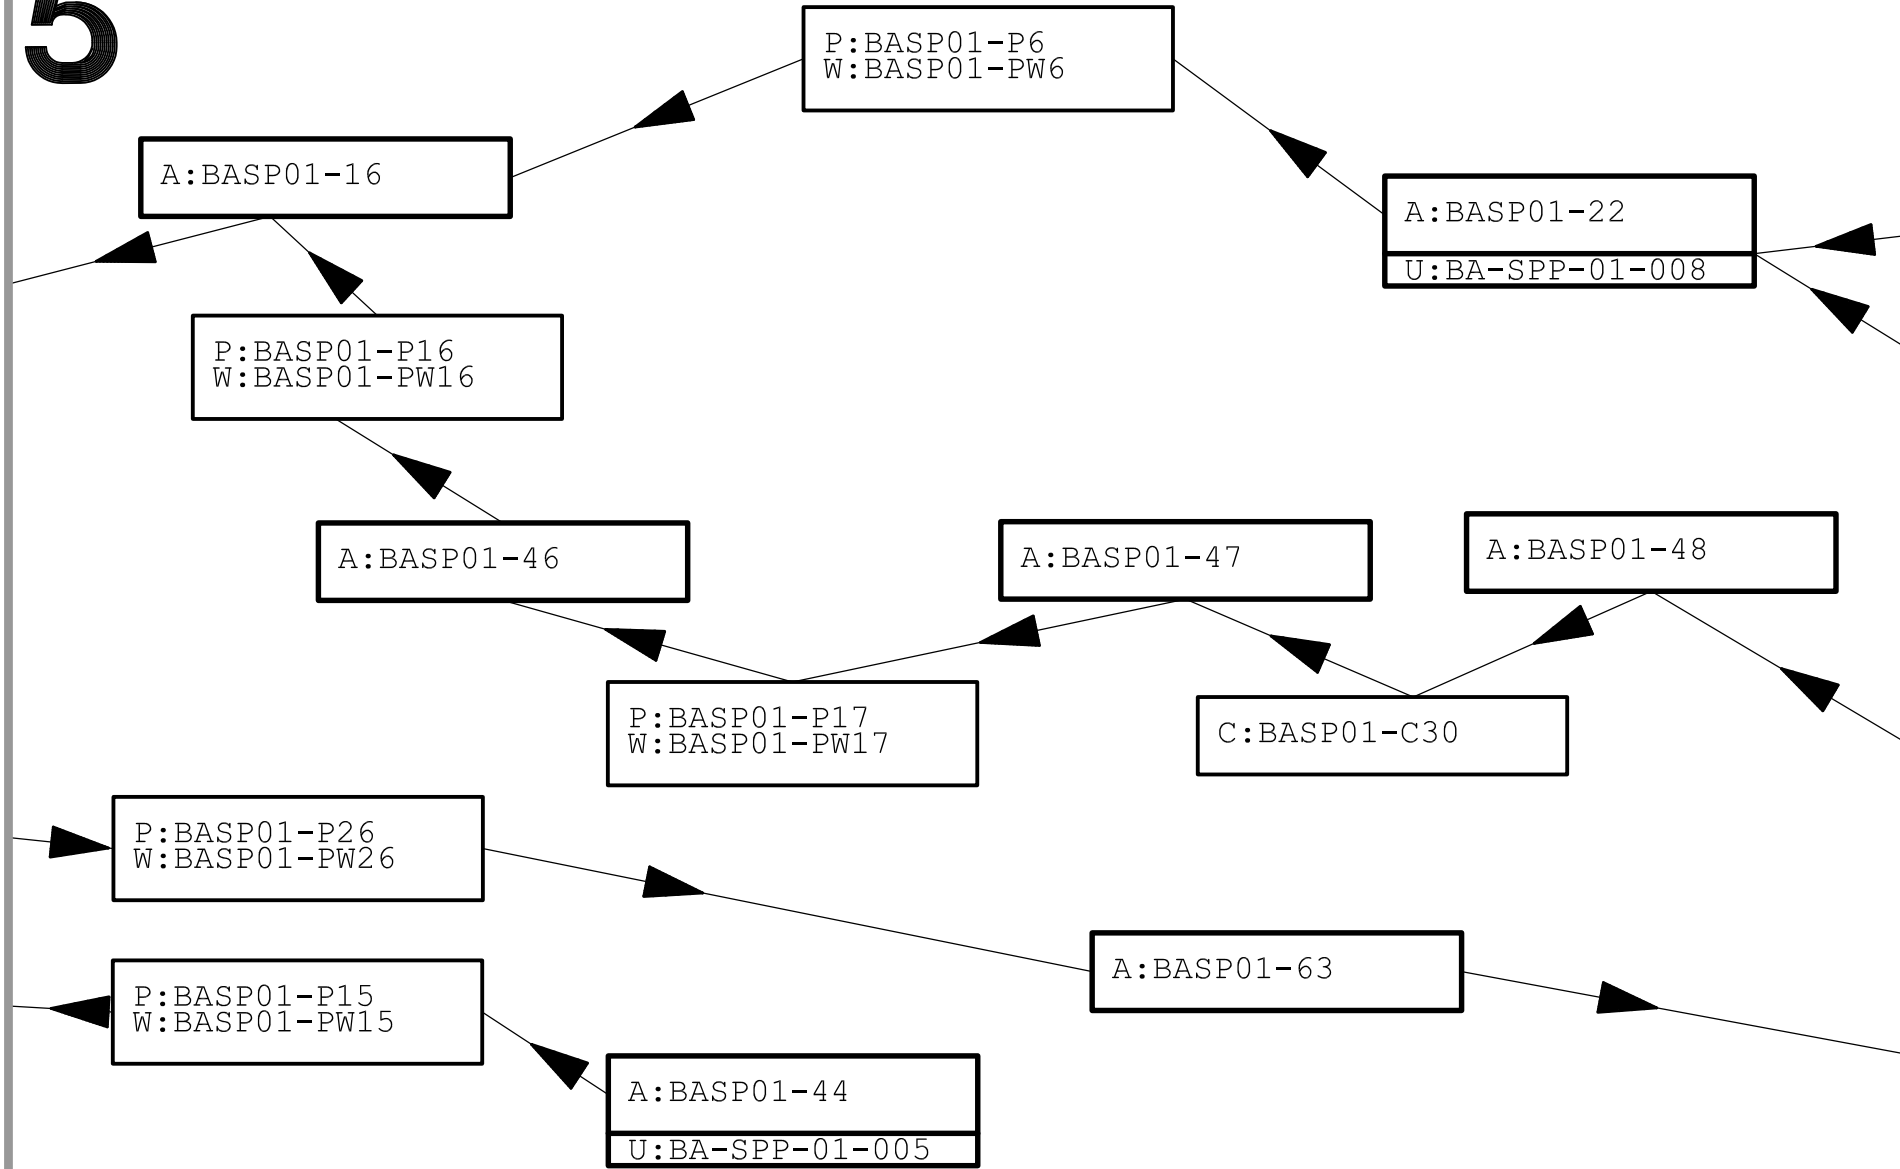 5
P:BASP01-P6
W:BASP01-PW6
A:BASP01-16
A:BASP01-22
U:BA-SPP-01-008
P:BASP01-P16
W:BASP01-PW16
A:BASP01-46
A:BASP01-47
A:BASP01-48
P:BASP01-P17
W:BASP01-PW17
C:BASP01-C30
P:BASP01-P26
W:BASP01-PW26
A:BASP01-63
P:BASP01-P15
W:BASP01-PW15
A:BASP01-44
U:BA-SPP-01-005